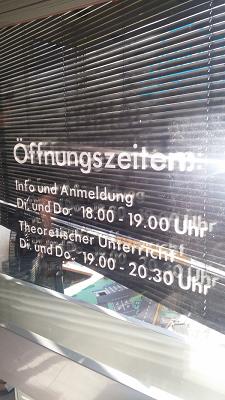 Öffnungszeiten:
Info und Anmeldung
Di. und Do. 18.00 - 19.00 Uhr
Theoretischer Unterricht
Di. und Do. 19.00 - 20.30 Uhr